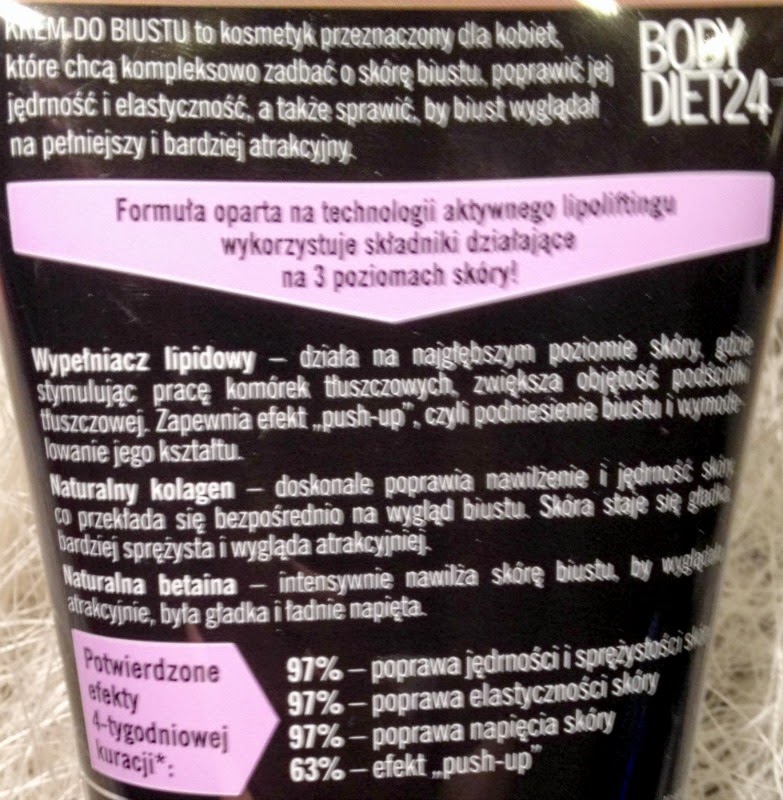 KREM DO BIUSTU to kosmetyk przeznaczony dla kobiet,
które chcą kompleksowo zadbać o skórę biustu, poprawić jej
jędrność i elastyczność, a także sprawić, by biust wyglądał
na pełniejszy i bardziej atrakcyjny.
BODY
DIET24
Formuła oparta na technologii aktywnego lipoliftingu
wykorzystuje składniki działające
na 3 poziomach skóry!
Wypełniacz lipidowy – działa na najgłębszym poziomie skóry, gdzie
stymulując pracę komórek tłuszczowych, zwiększa objętość podściółki
tłuszczowej. Zapewnia efekt „push-up”, czyli podniesienie biustu i wymode-
lowanie jego kształtu.
Naturalny kolagen – doskonale poprawia nawilżenie i jędrność skóry,
co przekłada się bezpośrednio na wygląd biustu. Skóra staje się gładka,
bardziej sprężysta i wygląda atrakcyjniej.
Naturalna betaina – intensywnie nawilża skórę biustu, by wyglądała
atrakcyjnie, była gładka i ładnie napięta.
Potwierdzone
efekty
4-tygodniowej
kuracji*:
97% – poprawa jędrności i sprężystości
97% – poprawa elastyczności skóry
97% – poprawa napięcia skóry
63% – efekt „push-up”